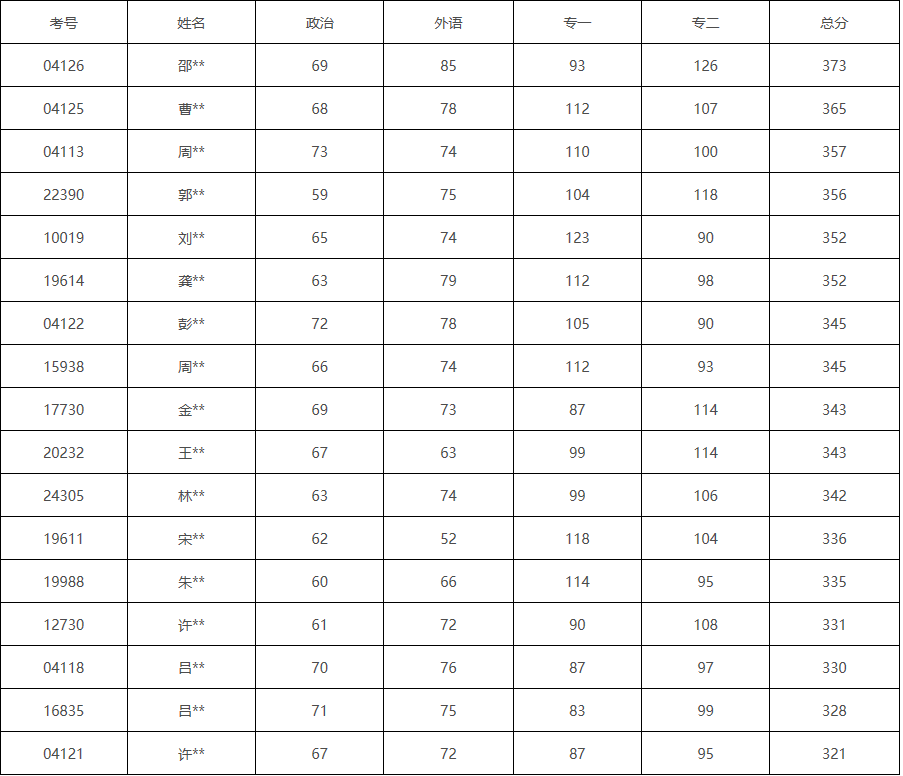 考号 姓名 政治 外语 专一 专二 总分
04126 邵** 69 85 93 126 373
04125 曹** 68 78 112 107 365
04113 周** 73 74 110 100 357
22390 郭** 59 75 104 118 356
10019 刘** 65 74 123 90 352
19614 龚** 63 79 112 98 352
04122 彭** 72 78 105 90 345
15938 周** 66 74 112 93 345
17730 金** 69 73 87 114 343
20232 王** 67 63 99 114 343
24305 林** 63 74 99 106 342
19611 宋** 62 52 118 104 336
19988 朱** 60 66 114 95 335
12730 许** 61 72 90 108 331
04118 吕** 70 76 87 97 330
16835 吕** 71 75 83 99 328
04121 许** 67 72 87 95 321